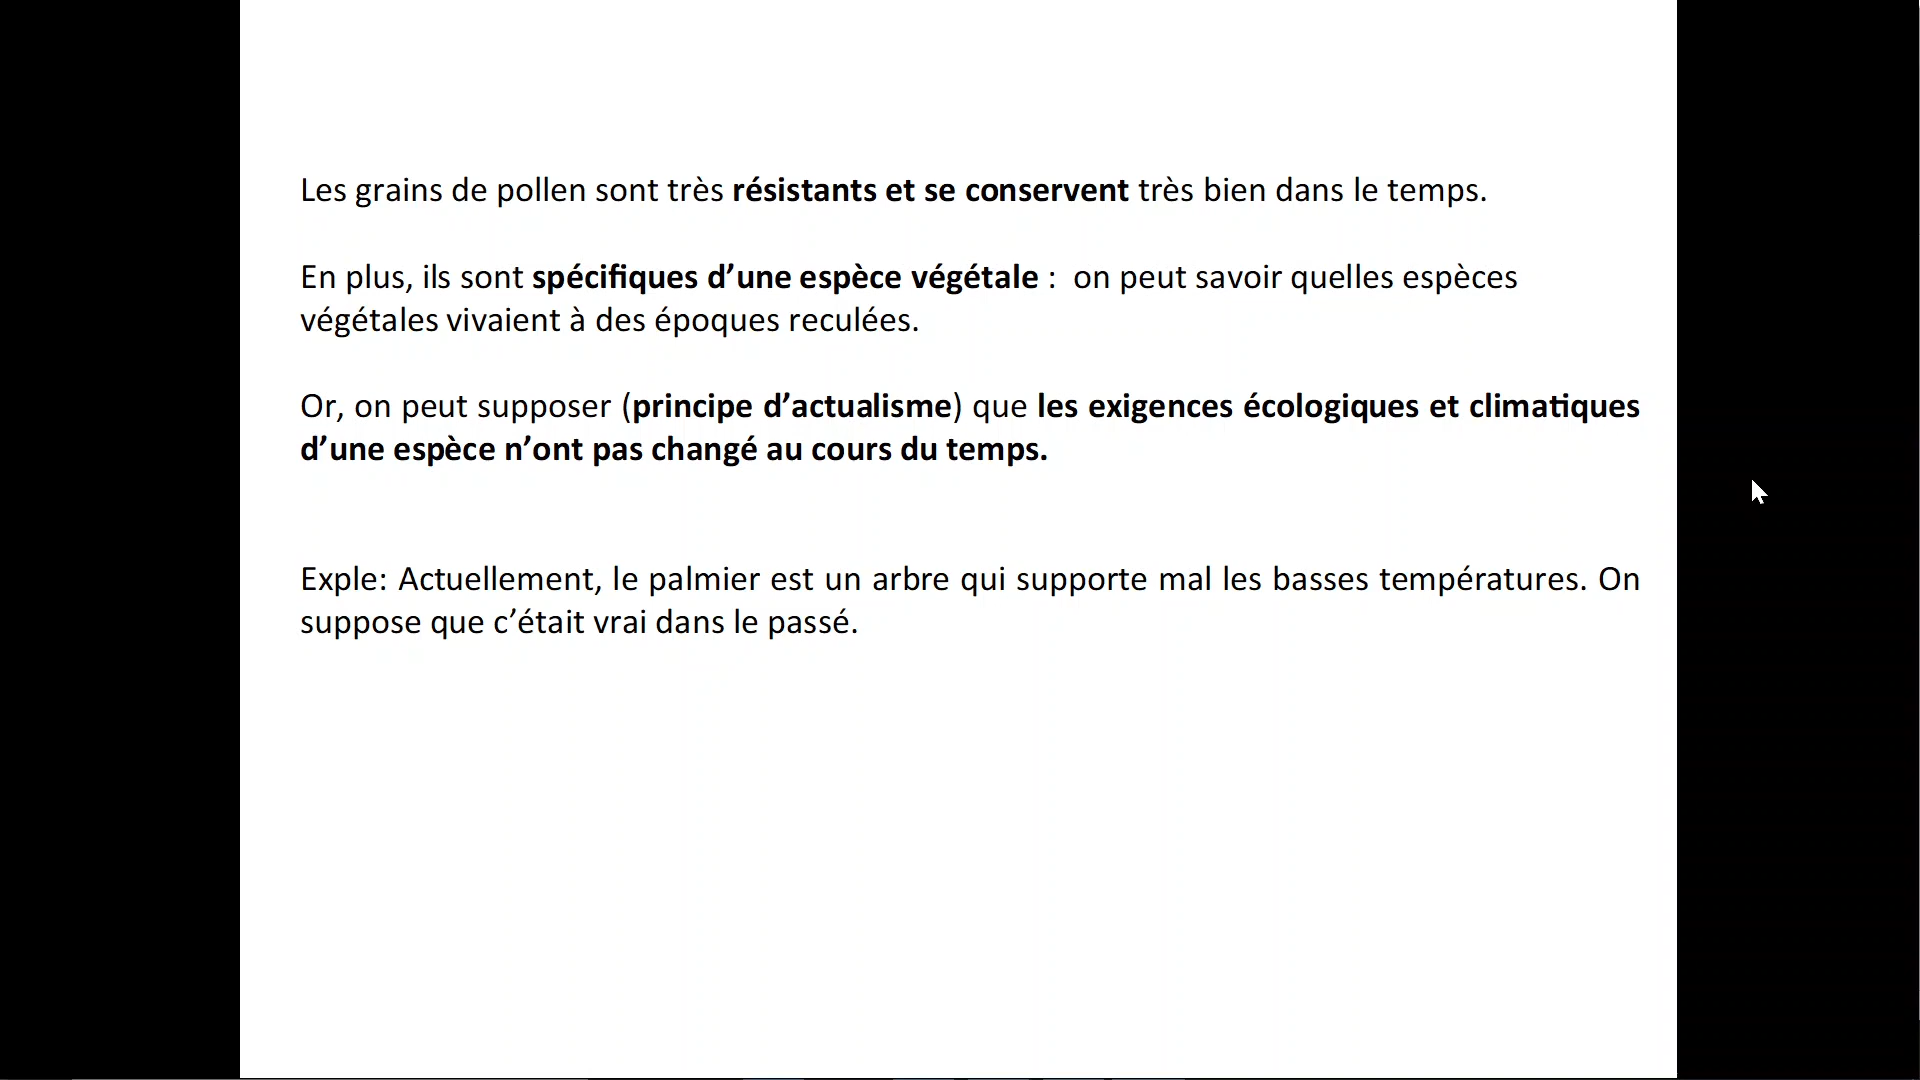 Les grains de pollen sont très résistants et se conservent très bien dans le temps.
En plus, ils sont spécifiques d’une espèce végétale :  on peut savoir quelles espèces
végétales vivaient à des époques reculées.
Or, on peut supposer (principe d’actualisme) que les exigences écologiques et climatiques
d’une espèce n’ont pas changé au cours du temps.
Exple: Actuellement, le palmier est un arbre qui supporte mal les basses températures. On
suppose que c’était vrai dans le passé.